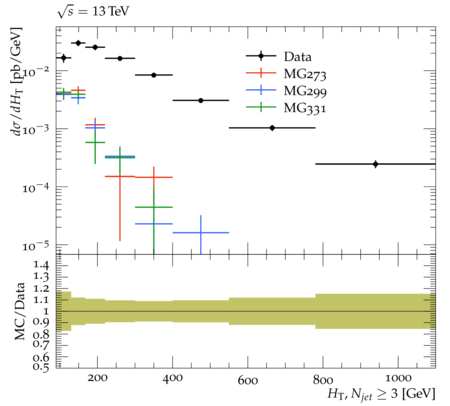 √s = 13 TeV
dσ/dH_T [pb/GeV]
10⁻²
10⁻³
10⁻⁴
10⁻⁵
Data
MG273
MG299
MG331
MC/Data
1.4
1.3
1.2
1.1
1
0.9
0.8
0.7
0.6
0.5
200 400 600 800 1000
H_T, N_jet ≥ 3 [GeV]